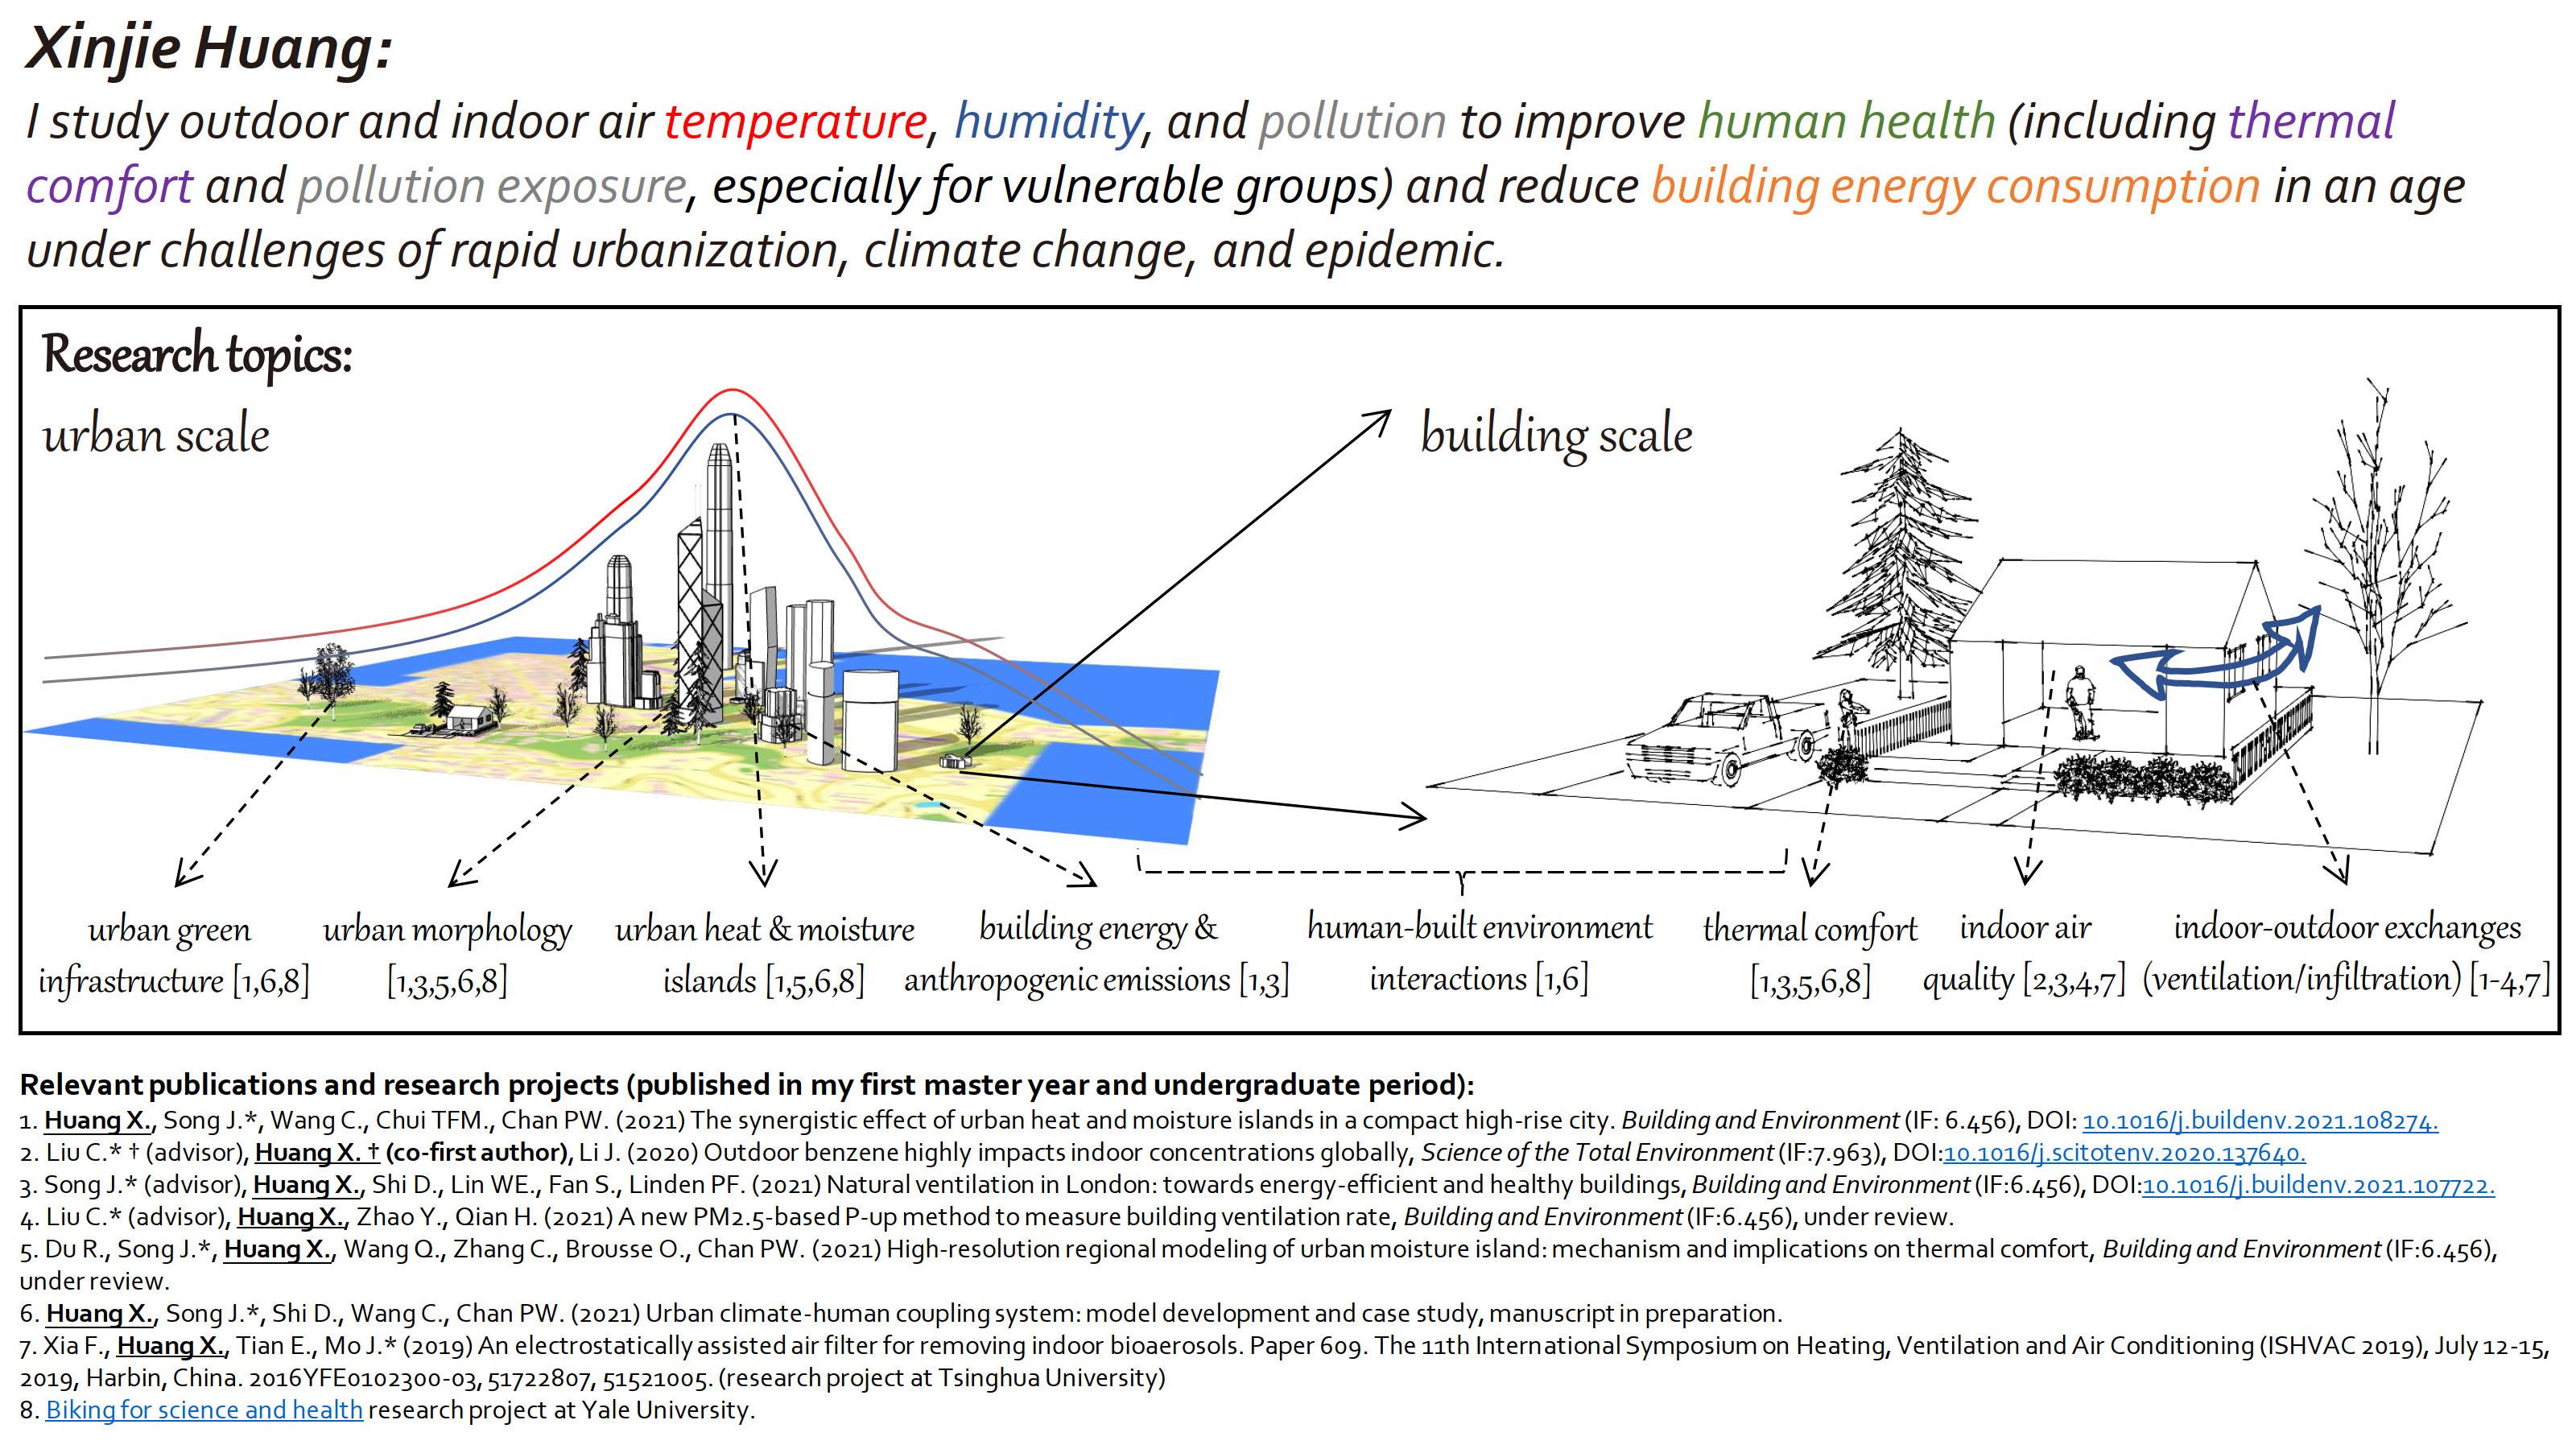 Xinjie Huang:
I study outdoor and indoor air temperature, humidity, and pollution to improve human health (including thermal
comfort and pollution exposure, especially for vulnerable groups) and reduce building energy consumption in an age
under challenges of rapid urbanization, climate change, and epidemic.
Research topics:
urban scale
building scale
urban green
infrastructure [1,6,8]
urban morphology
[1,3,5,6,8]
urban heat & moisture
islands [1,5,6,8]
building energy &
anthropogenic emissions [1,3]
human-built environment
interactions [1,6]
thermal comfort
[1,3,5,6,8]
indoor air
quality [2,3,4,7]
indoor-outdoor exchanges
(ventilation/infiltration) [1-4,7]
Relevant publications and research projects (published in my first master year and undergraduate period):
1. Huang X., Song J.*, Wang C., Chui TFM., Chan PW. (2021) The synergistic effect of urban heat and moisture islands in a compact high-rise city. Building and Environment (IF: 6.456), DOI: 10.1016/j.buildenv.2021.108274.
2. Liu C.* † (advisor), Huang X. † (co-first author), Li J. (2020) Outdoor benzene highly impacts indoor concentrations globally, Science of the Total Environment (IF:7.963), DOI:10.1016/j.scitotenv.2020.137640.
3. Song J.* (advisor), Huang X., Shi D., Lin WE., Fan S., Linden PF. (2021) Natural ventilation in London: towards energy-efficient and healthy buildings, Building and Environment (IF:6.456), DOI:10.1016/j.buildenv.2021.107722.
4. Liu C.* (advisor), Huang X., Zhao Y., Qian H. (2021) A new PM2.5-based P-up method to measure building ventilation rate, Building and Environment (IF:6.456), under review.
5. Du R., Song J.*, Huang X., Wang Q., Zhang C., Brousse O., Chan PW. (2021) High-resolution regional modeling of urban moisture island: mechanism and implications on thermal comfort, Building and Environment (IF:6.456),
under review.
6. Huang X., Song J.*, Shi D., Wang C., Chan PW. (2021) Urban climate-human coupling system: model development and case study, manuscript in preparation.
7. Xia F., Huang X., Tian E., Mo J.* (2019) An electrostatically assisted air filter for removing indoor bioaerosols. Paper 609. The 11th International Symposium on Heating, Ventilation and Air Conditioning (ISHVAC 2019), July 12-15,
2019, Harbin, China. 2016YFE0102300-03, 51722807, 51521005. (research project at Tsinghua University)
8. Biking for science and health research project at Yale University.